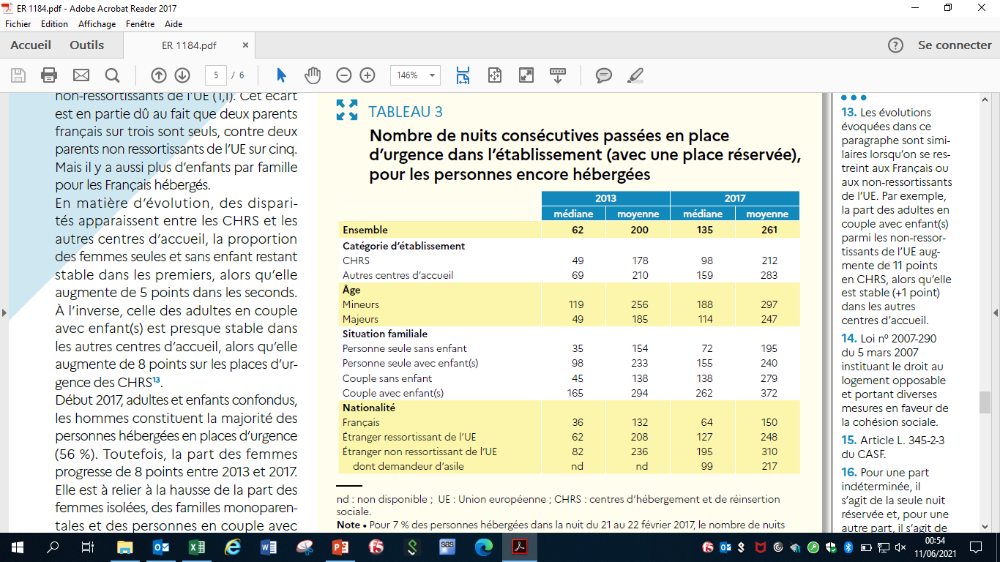 ER 1184.pdf - Adobe Acrobat Reader 2017
Fichier Edition Affichage Fenêtre Aide
Accueil Outils ER 1184.pdf × ? Se connecter
5 / 6 146%
non-ressortissants de l'UE (1,1). Cet écart
est en partie dû au fait que deux parents
français sur trois sont seuls, contre deux
parents non ressortissants de l'UE sur cinq.
Mais il y a aussi plus d'enfants par famille
pour les Français hébergés.
En matière d'évolution, des dispari-
tés apparaissent entre les CHRS et les
autres centres d'accueil, la proportion
des femmes seules et sans enfant restant
stable dans les premiers, alors qu'elle
augmente de 5 points dans les seconds.
À l'inverse, celle des adultes en couple
avec enfant(s) est presque stable dans
les autres centres d'accueil, alors qu'elle
augmente de 8 points sur les places d'ur-
gence des CHRS13.
Début 2017, adultes et enfants confondus,
les hommes constituent la majorité des
personnes hébergées en places d'urgence
(56 %). Toutefois, la part des femmes
progresse de 8 points entre 2013 et 2017.
Elle est à relier à la hausse de la part des
femmes isolées, des familles monoparen-
tales et des personnes en couple avec
TABLEAU 3
Nombre de nuits consécutives passées en place
d'urgence dans l'établissement (avec une place réservée),
pour les personnes encore hébergées
2013 2017
médiane moyenne médiane moyenne
Ensemble 62 200 135 261
Catégorie d'établissement
CHRS 49 178 98 212
Autres centres d'accueil 69 210 159 283
Âge
Mineurs 119 256 188 297
Majeurs 49 185 114 247
Situation familiale
Personne seule sans enfant 35 154 72 195
Personne seule avec enfant(s) 98 233 155 240
Couple sans enfant 45 138 138 279
Couple avec enfant(s) 165 294 262 372
Nationalité
Français 36 132 64 150
Étranger ressortissant de l'UE 62 208 127 248
Étranger non ressortissant de l'UE 82 236 195 310
dont demandeur d'asile nd nd 99 217
nd : non disponible ; UE : Union européenne ; CHRS : centres d'hébergement et de réinsertion
sociale.
Note • Pour 7 % des personnes hébergées dans la nuit du 21 au 22 février 2017, le nombre de nuits
13. Les évolutions
évoquées dans ce
paragraphe sont simi-
laires lorsqu'on se res-
treint aux Français ou
aux non-ressortissants
de l'UE. Par exemple,
la part des adultes en
couple avec enfant(s)
parmi les non-ressor-
tissants de l'UE aug-
mente de 11 points
en CHRS, alors qu'elle
est stable (+1 point)
dans les autres
centres d'accueil.
14. Loi nº 2007-290
du 5 mars 2007
instituant le droit au
logement opposable
et portant diverses
mesures en faveur de
la cohésion sociale.
15. Article L. 345-2-3
du CASF.
16. Pour une part
indéterminée, il
s'agit de la seule nuit
réservée et, pour une
autre part, il s'agit de
00:54
11/06/2021